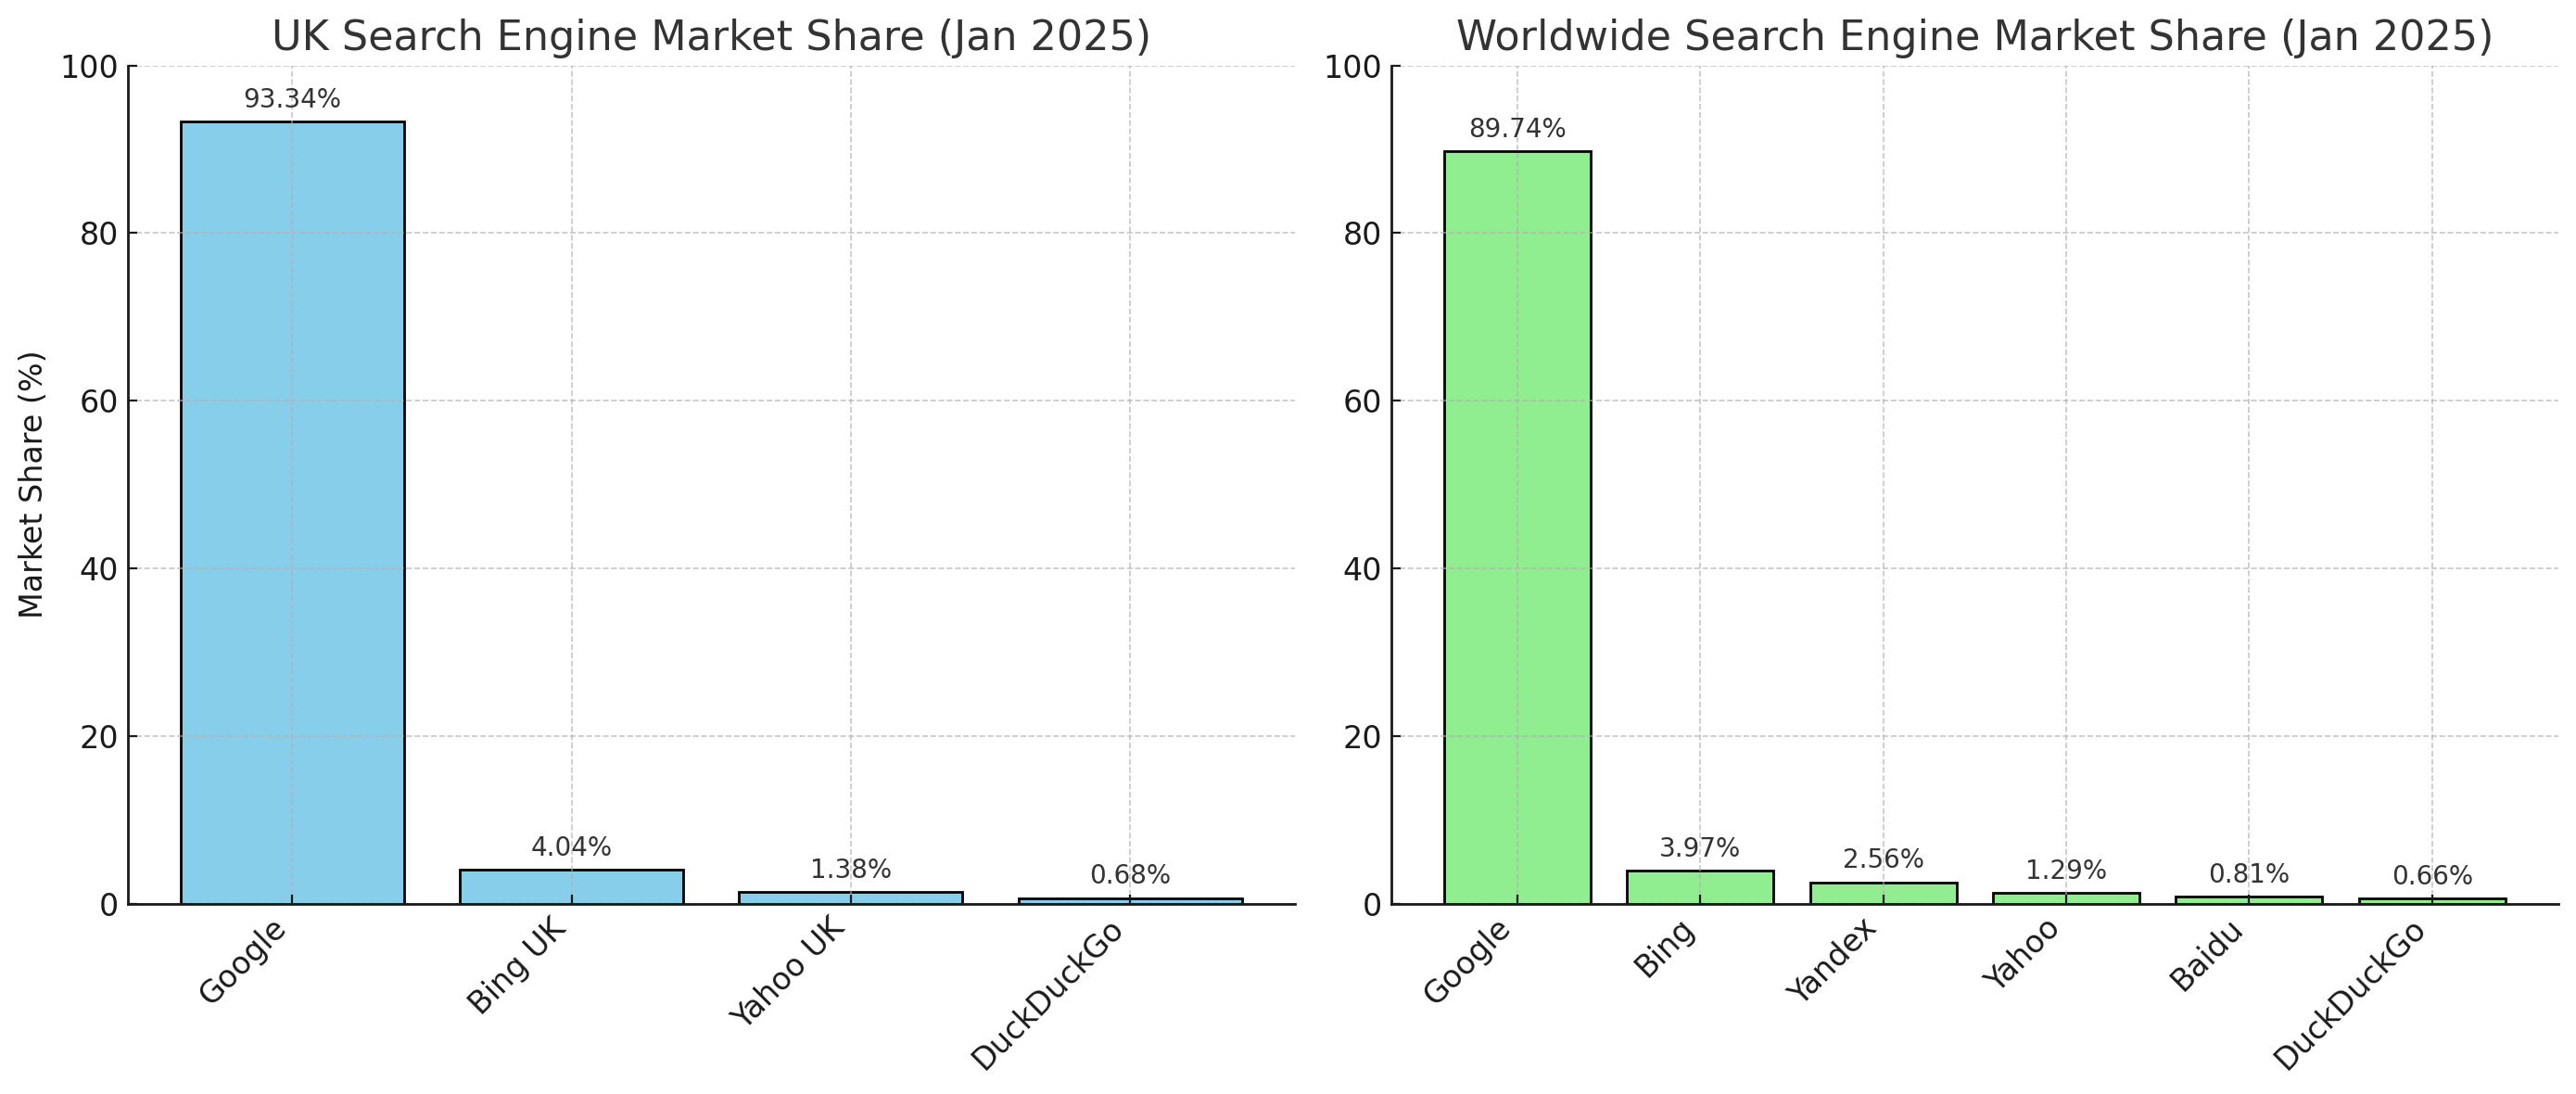 UK Search Engine Market Share (Jan 2025)
Market Share (%)
100
80
60
40
20
0
93.34%
4.04%
1.38%
0.68%
Google
Bing UK
Yahoo UK
DuckDuckGo
Worldwide Search Engine Market Share (Jan 2025)
100
80
60
40
20
0
89.74%
3.97%
2.56%
1.29%
0.81%
0.66%
Google
Bing
Yandex
Yahoo
Baidu
DuckDuckGo